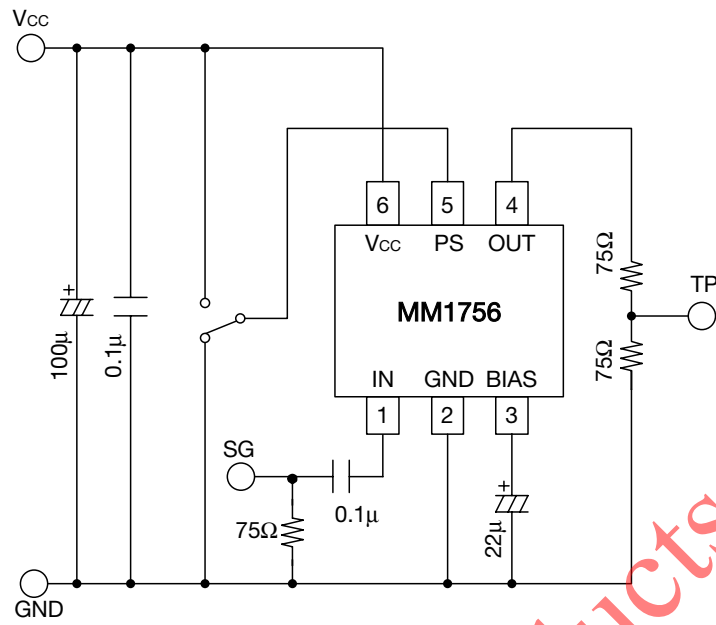 VCC
6
5
4
VCC
PS
OUT
75Ω
TP
MM1756
+
100μ
0.1μ
75Ω
IN
GND
BIAS
1
2
3
SG
0.1μ
75Ω
+
22μ
GND